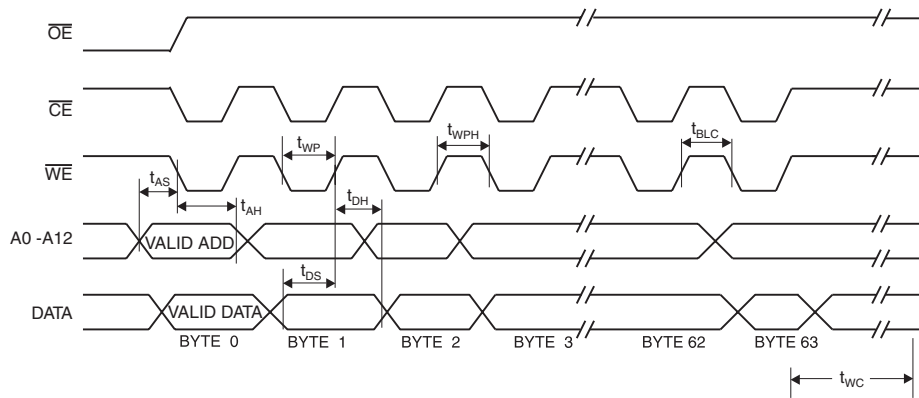 OE
CE
tWP
tWPH
tBLC
WE
tAS
tAH
tDH
A0 -A12
VALID ADD
tDS
DATA
VALID DATA
BYTE 0
BYTE 1
BYTE 2
BYTE 3
BYTE 62
BYTE 63
tWC